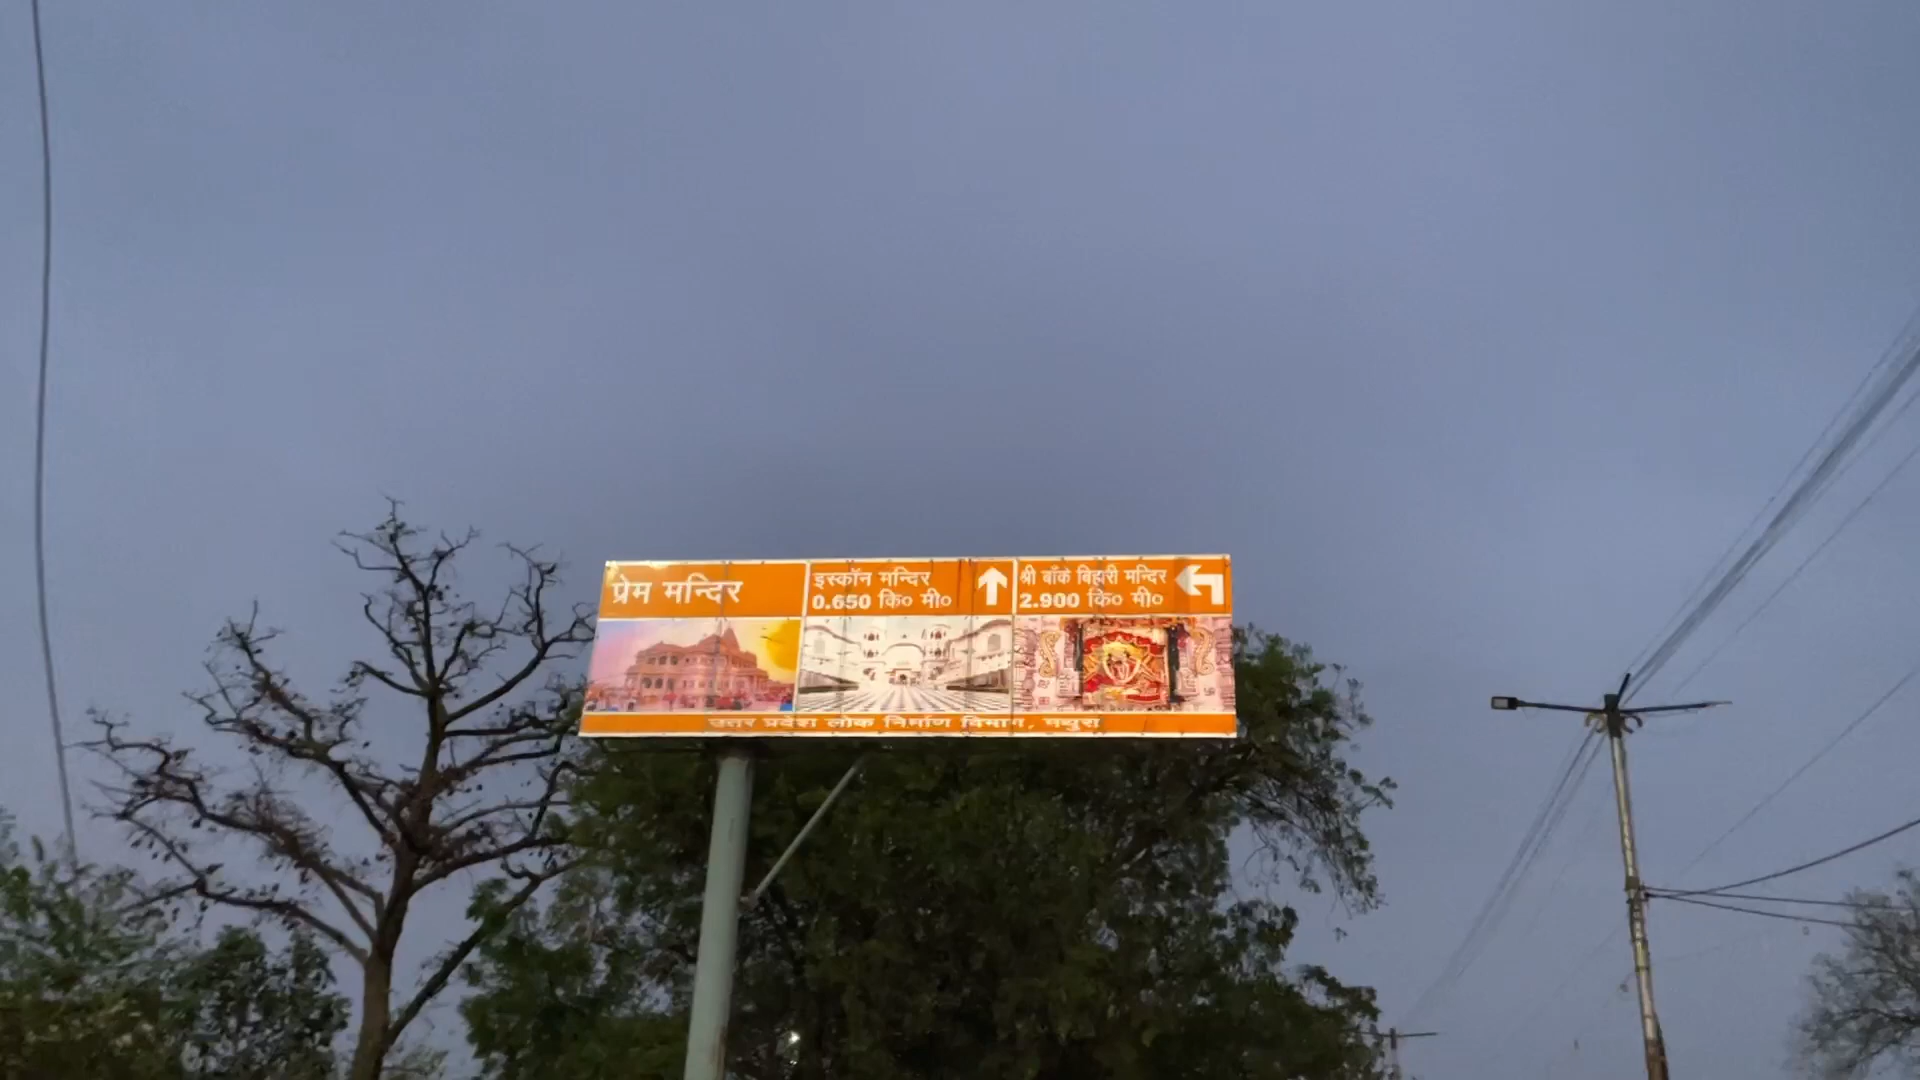 प्रेम मन्दिर
इस्कॉन मन्दिर
0.650 कि० मी०
श्री बाँके बिहारी मन्दिर
2.900 कि० मी०
उत्तर प्रदेश लोक निर्माण विभाग, मथुरा